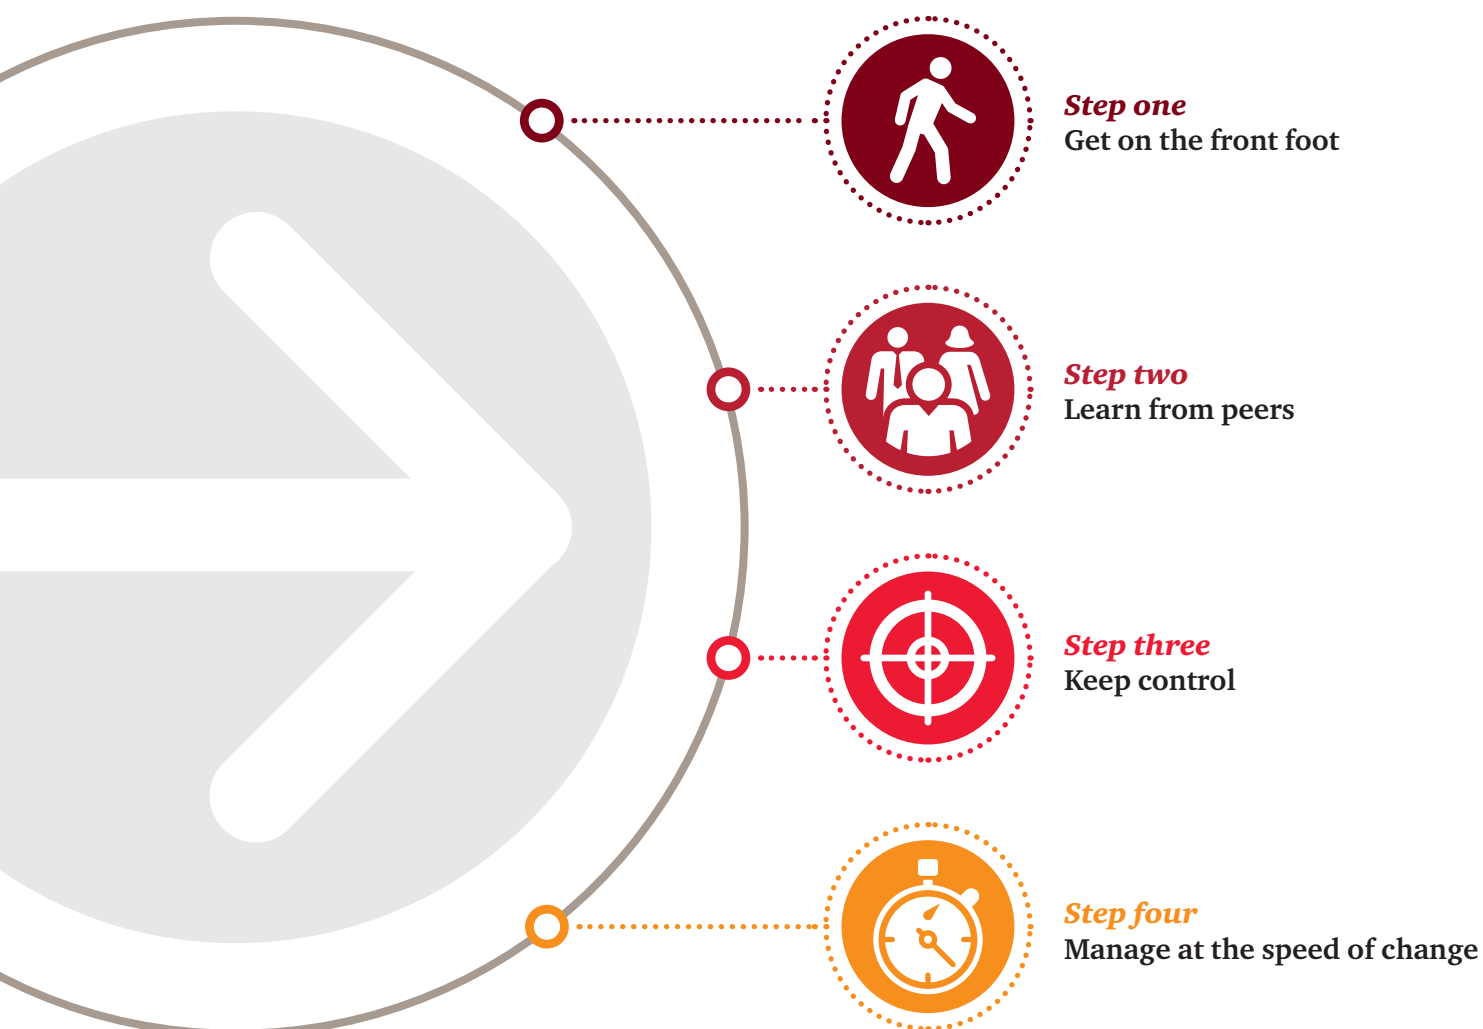 Step one
Get on the front foot
Step two
Learn from peers
Step three
Keep control
Step four
Manage at the speed of change